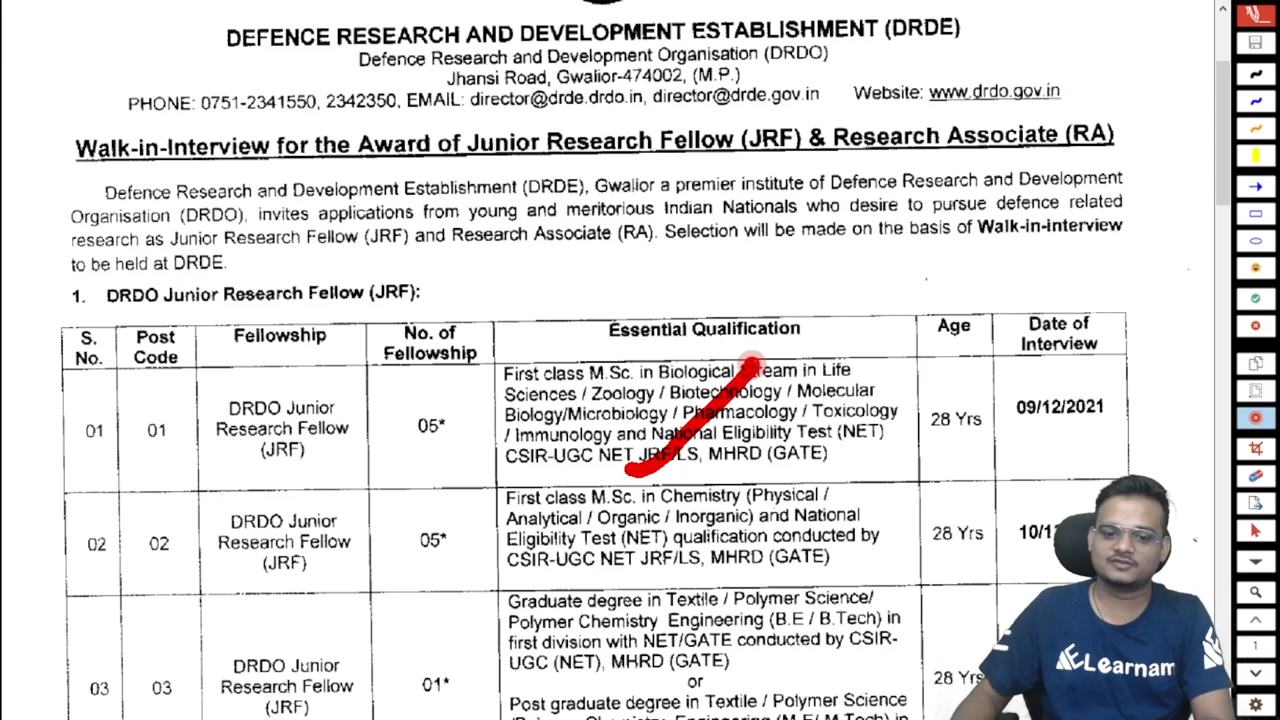 DEFENCE RESEARCH AND DEVELOPMENT ESTABLISHMENT (DRDE)
Defence Research and Development Organisation (DRDO)
Jhansi Road, Gwalior-474002, (M.P.)
PHONE: 0751-2341550, 2342350, EMAIL: director@drde.drdo.in, director@drde.gov.in Website: www.drdo.gov.in
Walk-in-Interview for the Award of Junior Research Fellow (JRF) & Research Associate (RA)
Defence Research and Development Establishment (DRDE), Gwalior a premier institute of Defence Research and Development
Organisation (DRDO), invites applications from young and meritorious Indian Nationals who desire to pursue defence related
research as Junior Research Fellow (JRF) and Research Associate (RA). Selection will be made on the basis of Walk-in-interview
to be held at DRDE.
1. DRDO Junior Research Fellow (JRF):
S. No.
Post Code
Fellowship
No. of Fellowship
Essential Qualification
Age
Date of Interview
01
01
DRDO Junior
Research Fellow
(JRF)
05*
First class M.Sc. in Biological Stream in Life
Sciences / Zoology / Biotechnology / Molecular
Biology/Microbiology / Pharmacology / Toxicology
/ Immunology and National Eligibility Test (NET)
CSIR-UGC NET JRF/LS, MHRD (GATE)
28 Yrs
09/12/2021
02
02
DRDO Junior
Research Fellow
(JRF)
05*
First class M.Sc. in Chemistry (Physical /
Analytical / Organic / Inorganic) and National
Eligibility Test (NET) qualification conducted by
CSIR-UGC NET JRF/LS, MHRD (GATE)
28 Yrs
10/1
03
03
DRDO Junior
Research Fellow
(JRF)
01*
Graduate degree in Textile / Polymer Science/
Polymer Chemistry Engineering (B.E / B.Tech) in
first division with NET/GATE conducted by CSIR-
UGC (NET), MHRD (GATE)
or
Post graduate degree in Textile / Polymer Science
28 Yrs
Learnam
1